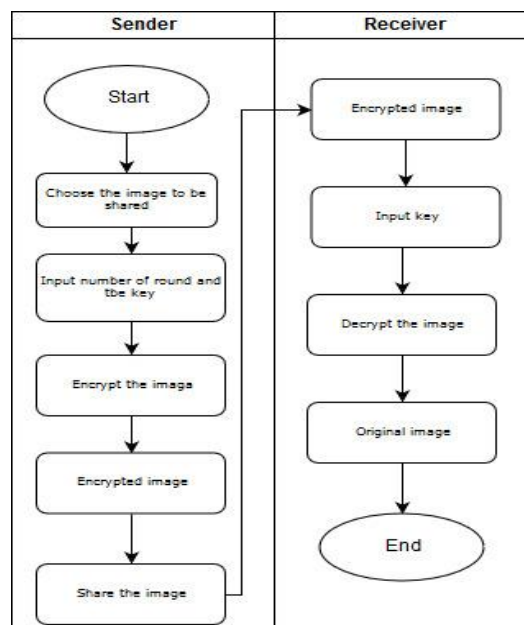 Sender
Start
Choose the image to be
shared
Input number of round and
tbe key
Encrypt the imaga
Encrypted image
Share the image
Receiver
Encrypted image
Input key
Decrypt the image
Original image
End